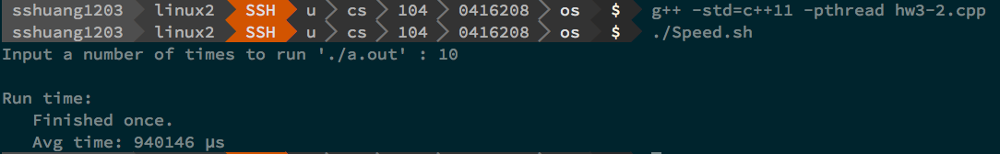 sshuang1203 linux2 SSH u cs 104 0416208 os $ g++ -std=c++11 -pthread hw3-2.cpp
sshuang1203 linux2 SSH u cs 104 0416208 os $ ./Speed.sh
Input a number of times to run './a.out' : 10
Run time:
Finished once.
Avg time: 940146 µs